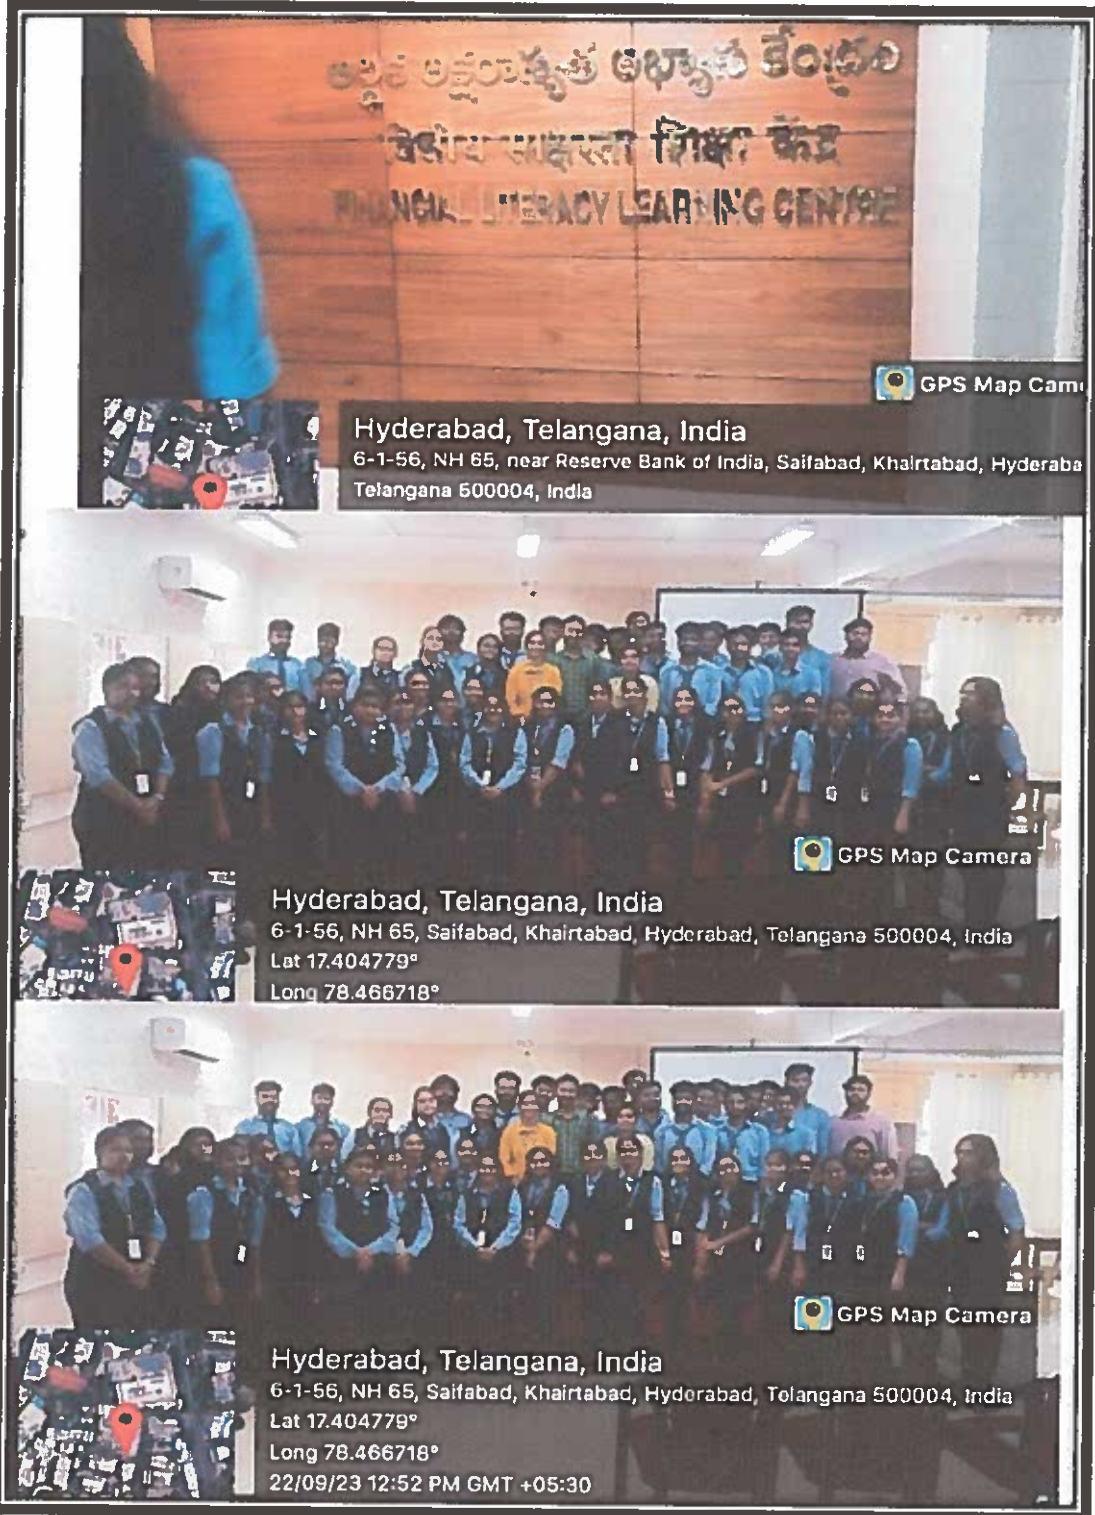 ఆర్థిక అక్షరాస్యత అభ్యాస కేంద్రం
वित्तीय साक्षरता शिक्षा केंद्र
FINANCIAL LITERACY LEARNING CENTRE
GPS Map Cam
Hyderabad, Telangana, India
6-1-56, NH 65, near Reserve Bank of India, Saifabad, Khairtabad, Hyderaba
Telangana 500004, India
GPS Map Camera
Hyderabad, Telangana, India
6-1-56, NH 65, Saifabad, Khairtabad, Hyderabad, Telangana 500004, India
Lat 17.404779°
Long 78.466718°
GPS Map Camera
Hyderabad, Telangana, India
6-1-56, NH 65, Saifabad, Khairtabad, Hyderabad, Telangana 500004, India
Lat 17.404779°
Long 78.466718°
22/09/23 12:52 PM GMT +05:30